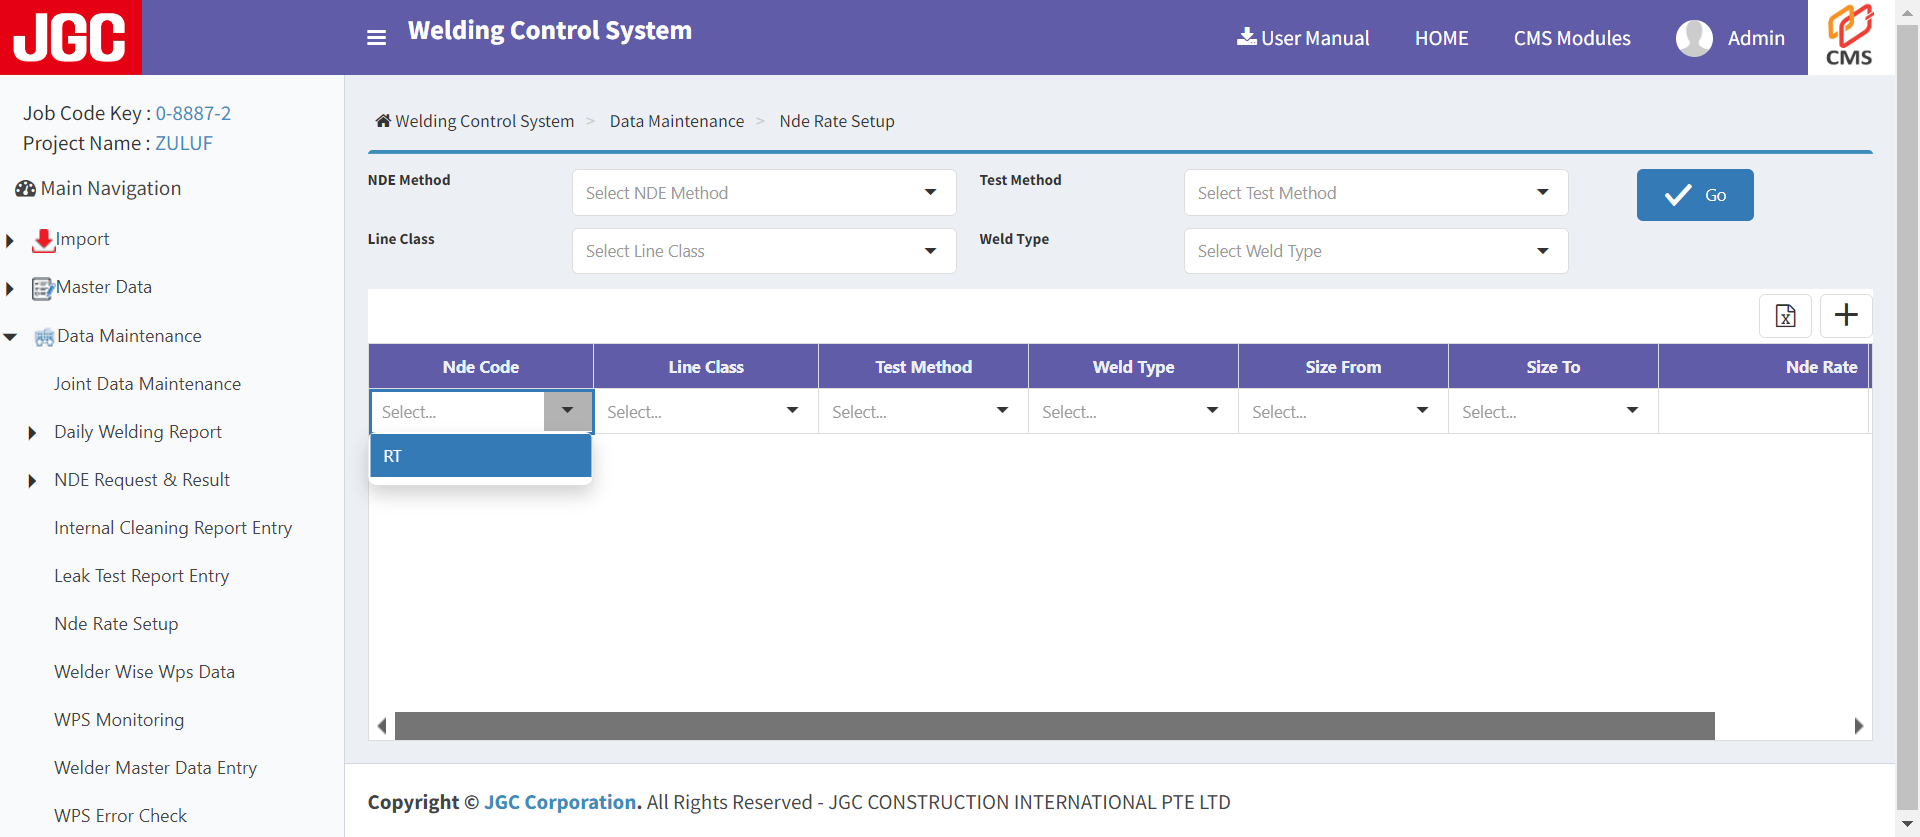 JGC
Welding Control System
User Manual
HOME
CMS Modules
Admin
CMS
Job Code Key : 0-8887-2
Project Name : ZULUF
Main Navigation
Import
Master Data
Data Maintenance
Joint Data Maintenance
Daily Welding Report
NDE Request & Result
Internal Cleaning Report Entry
Leak Test Report Entry
Nde Rate Setup
Welder Wise Wps Data
WPS Monitoring
Welder Master Data Entry
WPS Error Check
Welding Control System > Data Maintenance > Nde Rate Setup
NDE Method Select NDE Method Test Method Select Test Method Go
Line Class Select Line Class Weld Type Select Weld Type
Nde Code Line Class Test Method Weld Type Size From Size To Nde Rate
Select... Select... Select... Select... Select... Select...
RT
Copyright © JGC Corporation. All Rights Reserved - JGC CONSTRUCTION INTERNATIONAL PTE LTD